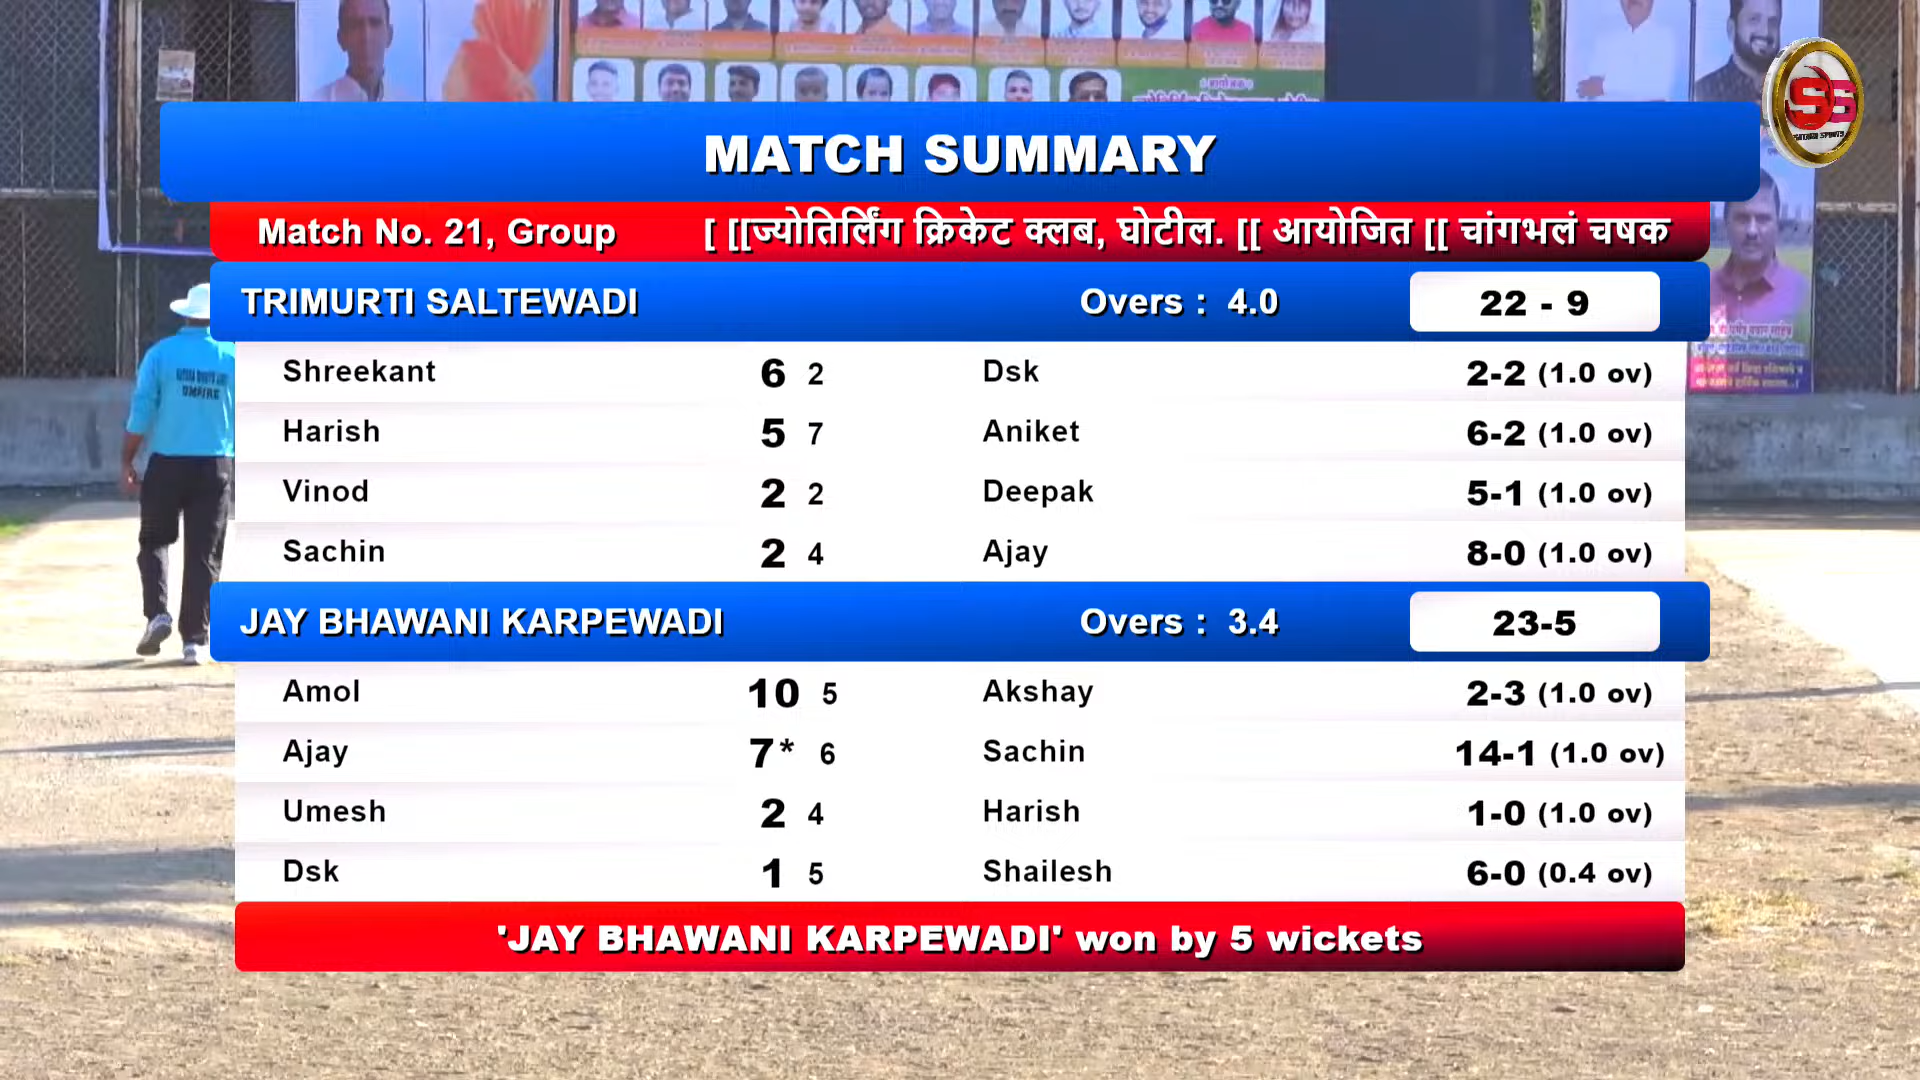 MATCH SUMMARY
Match No. 21, Group [ [[ज्योतिर्लिंग क्रिकेट क्लब, घोटील. [[ आयोजित [[ चांगभलं चषक
TRIMURTI SALTEWADI Overs : 4.0 22 - 9
Shreekant 6 2 Dsk 2-2 (1.0 ov)
Harish 5 7 Aniket 6-2 (1.0 ov)
Vinod 2 2 Deepak 5-1 (1.0 ov)
Sachin 2 4 Ajay 8-0 (1.0 ov)
JAY BHAWANI KARPEWADI Overs : 3.4 23-5
Amol 10 5 Akshay 2-3 (1.0 ov)
Ajay 7* 6 Sachin 14-1 (1.0 ov)
Umesh 2 4 Harish 1-0 (1.0 ov)
Dsk 1 5 Shailesh 6-0 (0.4 ov)
'JAY BHAWANI KARPEWADI' won by 5 wickets
UMPIRE